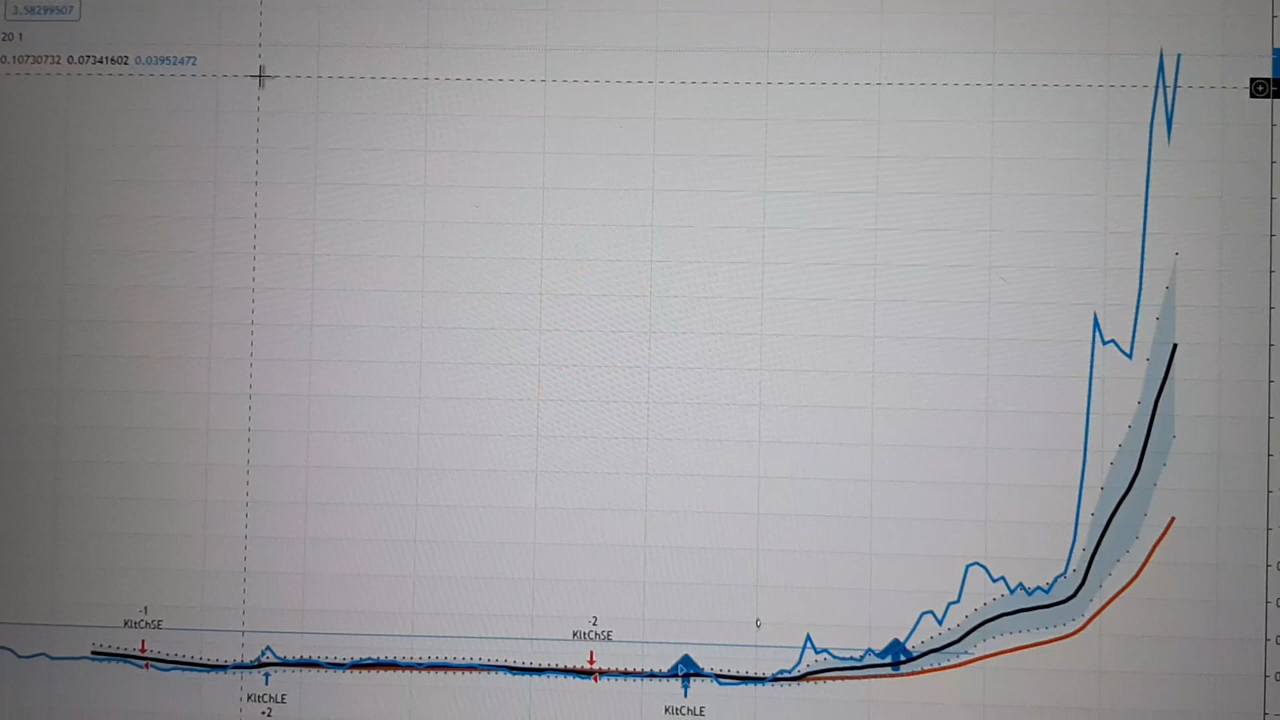 3.58299507
20 1
0.10730732 0.07341602 0.03952472
-1
KltChSE
-2
KltChSE
0
KltChLE
+2
KltChLE